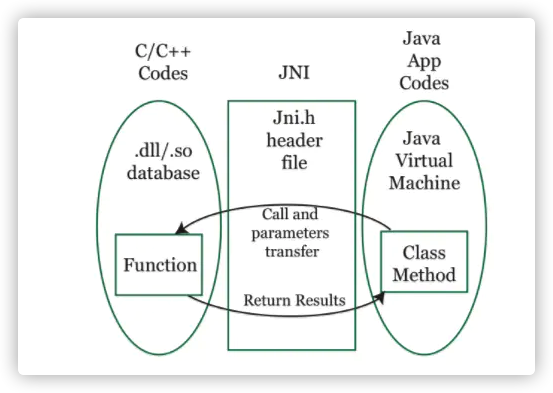 C/C++
Codes
JNI
Java
App
Codes
.dll/.so
database
Jni.h
header
file
Java
Virtual
Machine
Call and
parameters
transfer
Function
Class
Method
Return Results